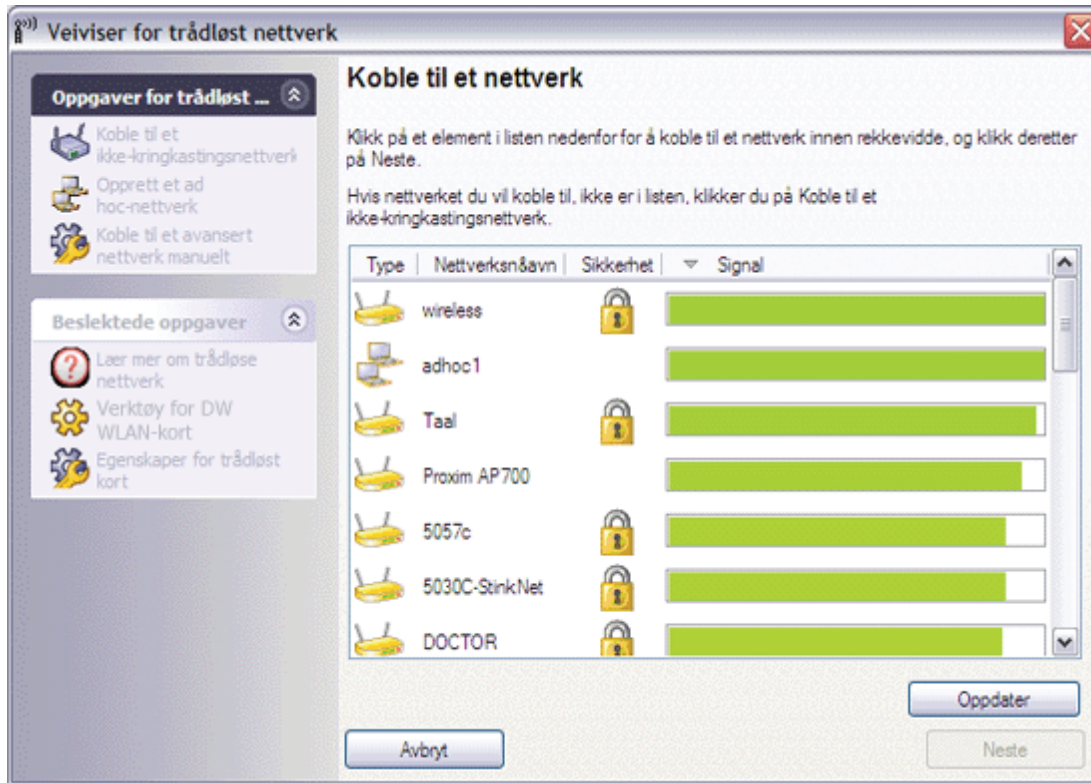 Veiviser for trådløst nettverk
Oppgaver for trådløst ...
Koble til et
ikke-kringkastingsnettverk
Opprett et ad
hoc-nettverk
Koble til et avansert
nettverk manuelt
Beslektede oppgaver
Lær mer om trådløse
nettverk
Verktøy for DW
WLAN-kort
Egenskaper for trådløst
kort
Koble til et nettverk
Klikk på et element i listen nedenfor for å koble til et nettverk innen rekkevidde, og klikk deretter
på Neste.
Hvis nettverket du vil koble til, ikke er i listen, klikker du på Koble til et
ikke-kringkastingsnettverk.
Type Nettverksn&avn Sikkerhet Signal
wireless
adhoc1
Taal
Proxim AP700
5057c
5030C-StinkNet
DOCTOR
Oppdater
Avbryt
Neste